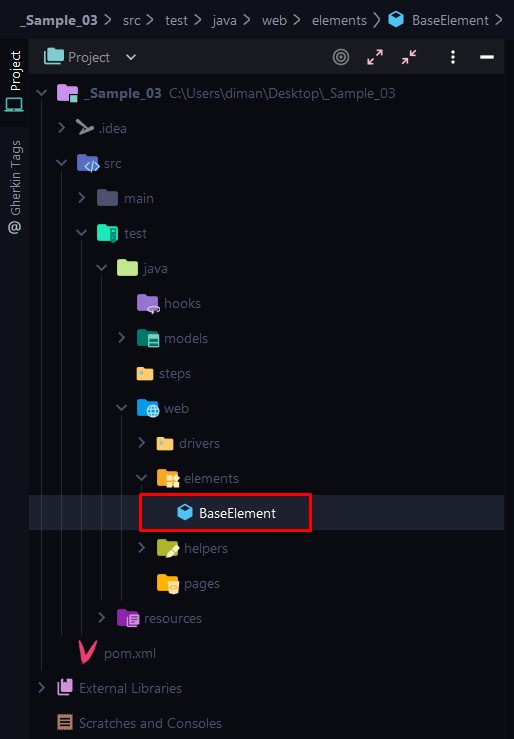 _Sample_03 > src > test > java > web > elements > BaseElement >
Project
Project
Gherkin Tags
_Sample_03 C:\Users\diman\Desktop\_Sample_03
.idea
src
main
test
java
hooks
models
steps
web
drivers
elements
BaseElement
helpers
pages
resources
pom.xml
External Libraries
Scratches and Consoles